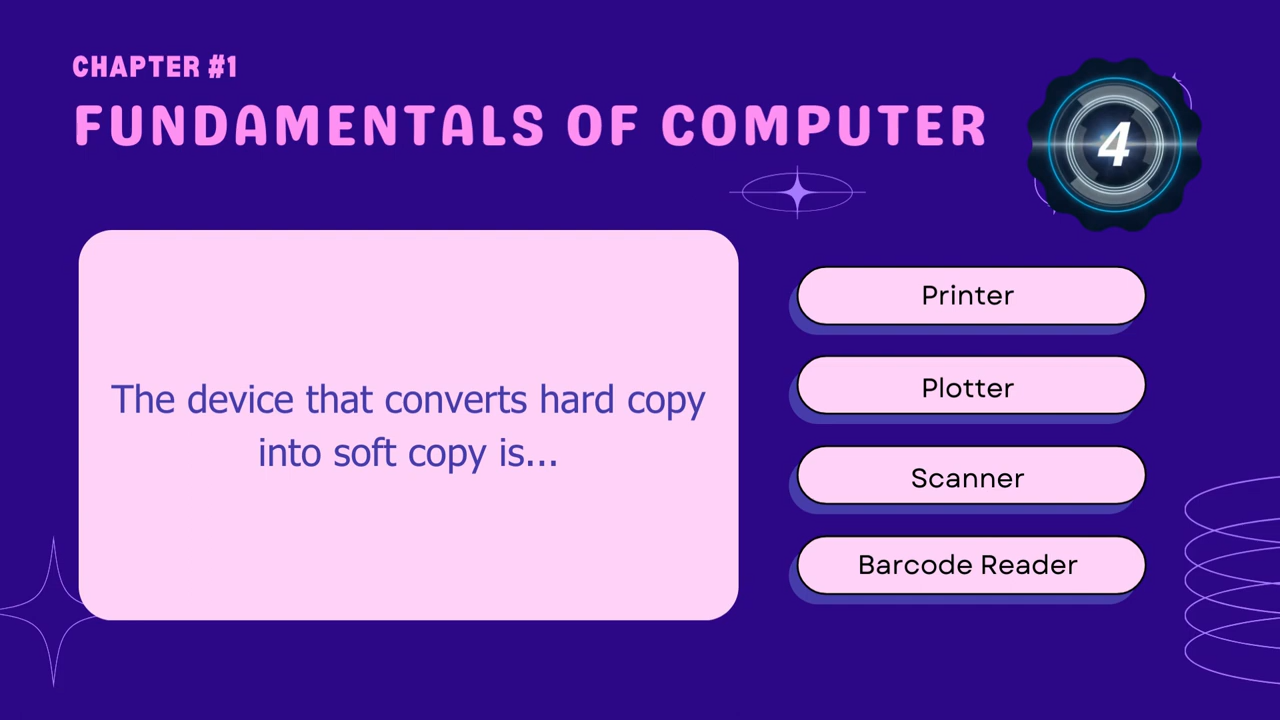 CHAPTER #1
FUNDAMENTALS OF COMPUTER
4
The device that converts hard copy
into soft copy is...
Printer
Plotter
Scanner
Barcode Reader